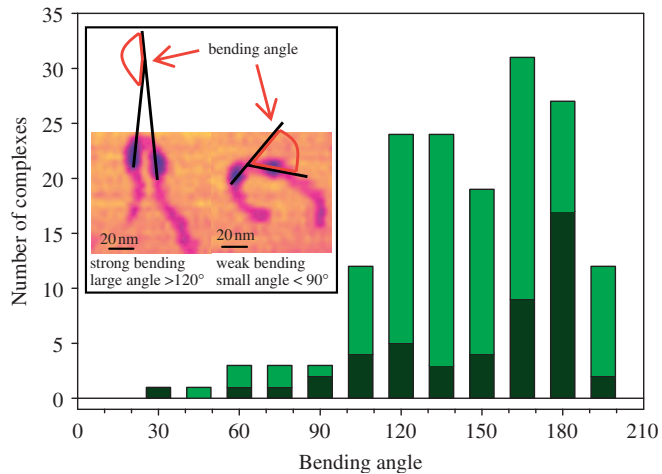 35
30
25
20
15
10
5
0
Number of complexes
bending angle
20 nm
20 nm
strong bending
large angle >120°
weak bending
small angle < 90°
0 30 60 90 120 150 180 210
Bending angle